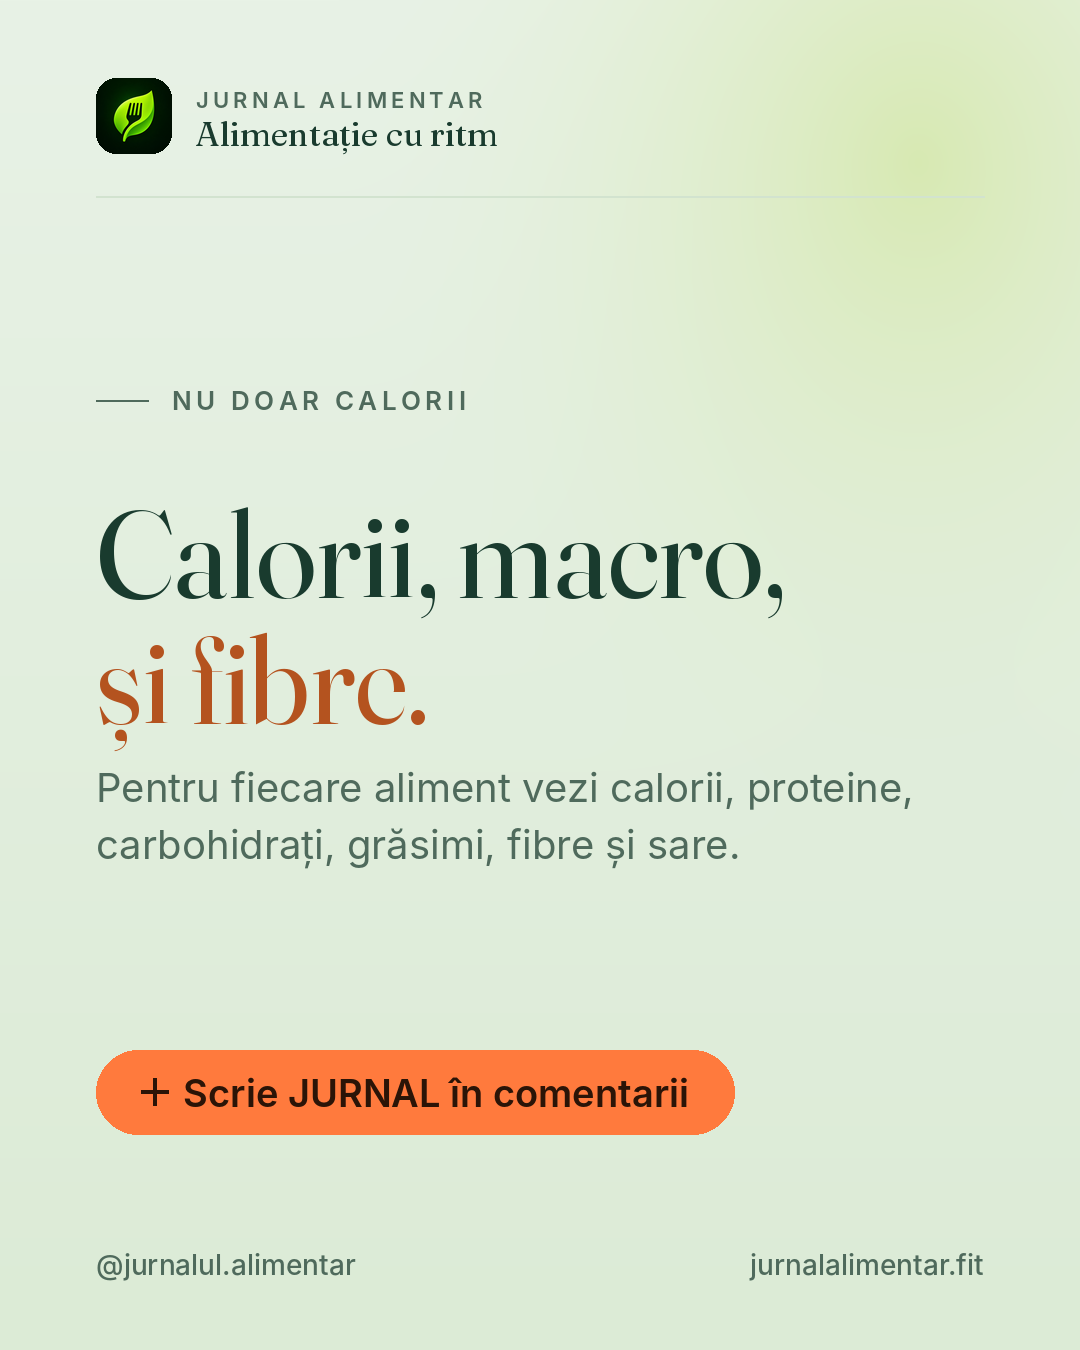 JURNAL ALIMENTAR
Alimentație cu ritm
NU DOAR CALORII
Calorii, macro,
și fibre.
Pentru fiecare aliment vezi calorii, proteine,
carbohidrați, grăsimi, fibre și sare.
+ Scrie JURNAL în comentarii
@jurnalul.alimentar
jurnalalimentar.fit